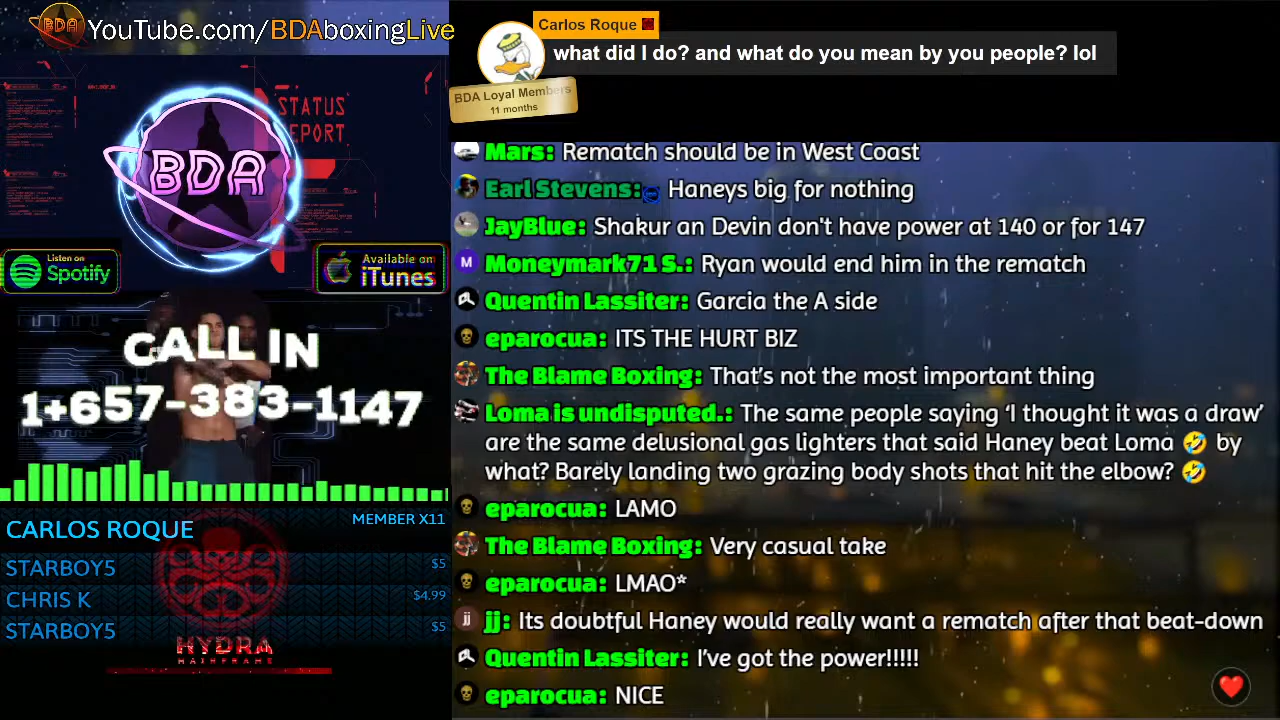 BDA
YouTube.com/BDAboxingLive
STATUS
REPORT
BDA
Listen on
Spotify
Available on
iTunes
CALL IN
1+657-383-1147
CARLOS ROQUE
MEMBER X11
STARBOY5
$5
CHRIS K
$4.99
STARBOY5
$5
HYDRA
MAINFRAME
Carlos Roque
what did I do? and what do you mean by you people? lol
BDA Loyal Members
11 months
Mars: Rematch should be in West Coast
Earl Stevens: Haneys big for nothing
JayBlue: Shakur an Devin don't have power at 140 or for 147
M Moneymark71 S.: Ryan would end him in the rematch
Quentin Lassiter: Garcia the A side
eparocua: ITS THE HURT BIZ
The Blame Boxing: That's not the most important thing
Loma is undisputed.: The same people saying ‘I thought it was a draw’
are the same delusional gas lighters that said Haney beat Loma 🤣 by
what? Barely landing two grazing body shots that hit the elbow? 🤣
eparocua: LAMO
The Blame Boxing: Very casual take
eparocua: LMAO*
jj jj: Its doubtful Haney would really want a rematch after that beat-down
Quentin Lassiter: I've got the power!!!!!
eparocua: NICE